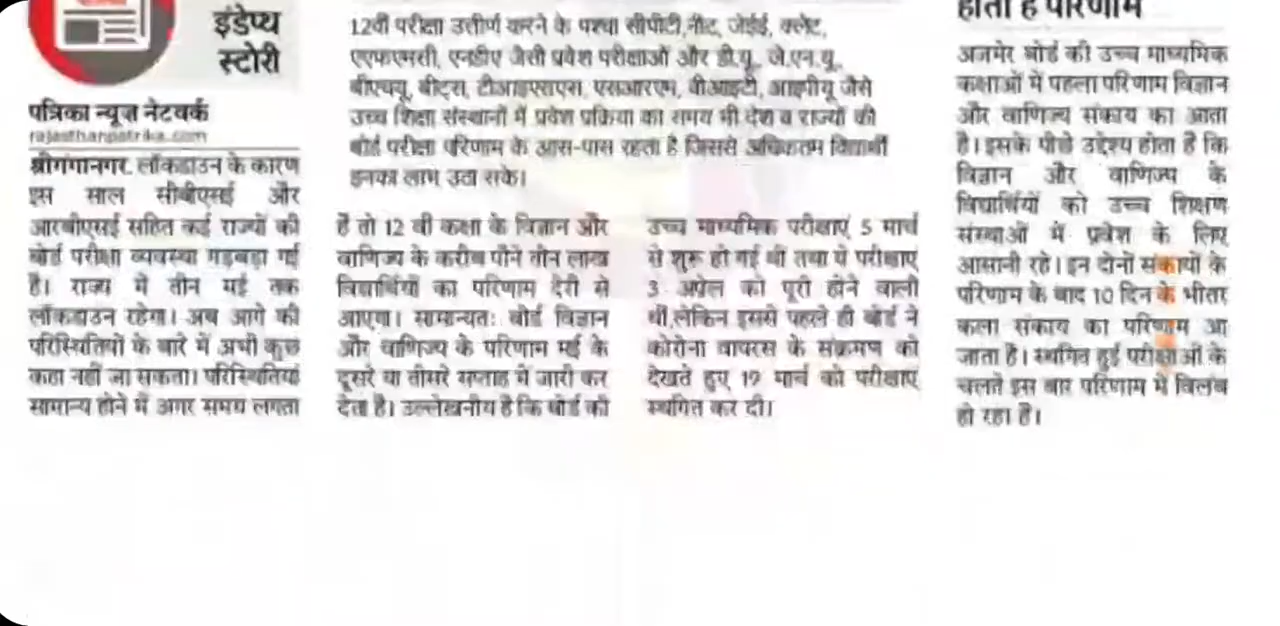 इंडेप्थ
स्टोरी
पत्रिका न्यूज़ नेटवर्क
rajasthanpatrika.com
श्रीगंगानगर. लॉकडाउन के कारण
इस साल सीबीएसई और
आरबीएसई सहित कई राज्यों की
बोर्ड परीक्षा व्यवस्था गड़बड़ा गई
है। राज्य में तीन मई तक
लॉकडाउन रहेगा। अब आगे की
परिस्थितियों के बारे में अभी कुछ
कहा नहीं जा सकता। परिस्थितियां
सामान्य होने में अगर समय लगता
12वीं परीक्षा उत्तीर्ण करने के पश्चा सीपीटी,नीट, जेईई, क्लेट,
एएफएमसी, एनडीए जैसी प्रवेश परीक्षाओं और डी.यू., जे.एन.यू.,
बीएचयू, बीट्स, टीआइएसएस, एसआरएम, वीआइटी, आइपीयू जैसे
उच्च शिक्षा संस्थानों में प्रवेश प्रक्रिया का समय भी देश व राज्यों की
बोर्ड परीक्षा परिणाम के आस-पास रहता है जिससे अधिकतम विद्यार्थी
इनका लाभ उठा सके।
है तो 12 वीं कक्षा के विज्ञान और
वाणिज्य के करीब पौने तीन लाख
विद्यार्थियों का परिणाम देरी से
आएगा। सामान्यत: बोर्ड विज्ञान
और वाणिज्य के परिणाम मई के
दूसरे या तीसरे सप्ताह में जारी कर
देता है। उल्लेखनीय है कि बोर्ड की
उच्च माध्यमिक परीक्षाएं 5 मार्च
से शुरू हो गई थी तथा ये परीक्षाएं
3 अप्रेल को पूरी होने वाली
थीं,लेकिन इससे पहले ही बोर्ड ने
कोरोना वायरस के संक्रमण को
देखते हुए 19 मार्च को परीक्षाएं
स्थगित कर दी।
होता है परिणाम
अजमेर बोर्ड की उच्च माध्यमिक
कक्षाओं में पहला परिणाम विज्ञान
और वाणिज्य संकाय का आता
है। इसके पीछे उद्देश्य होता है कि
विज्ञान और वाणिज्य के
विद्यार्थियों को उच्च शिक्षण
संस्थाओं में प्रवेश के लिए
आसानी रहे। इन दोनों संकायों के
परिणाम के बाद 10 दिन के भीतर
कला संकाय का परिणाम आ
जाता है। स्थगित हुई परीक्षाओं के
चलते इस बार परिणाम में विलंब
हो रहा है।